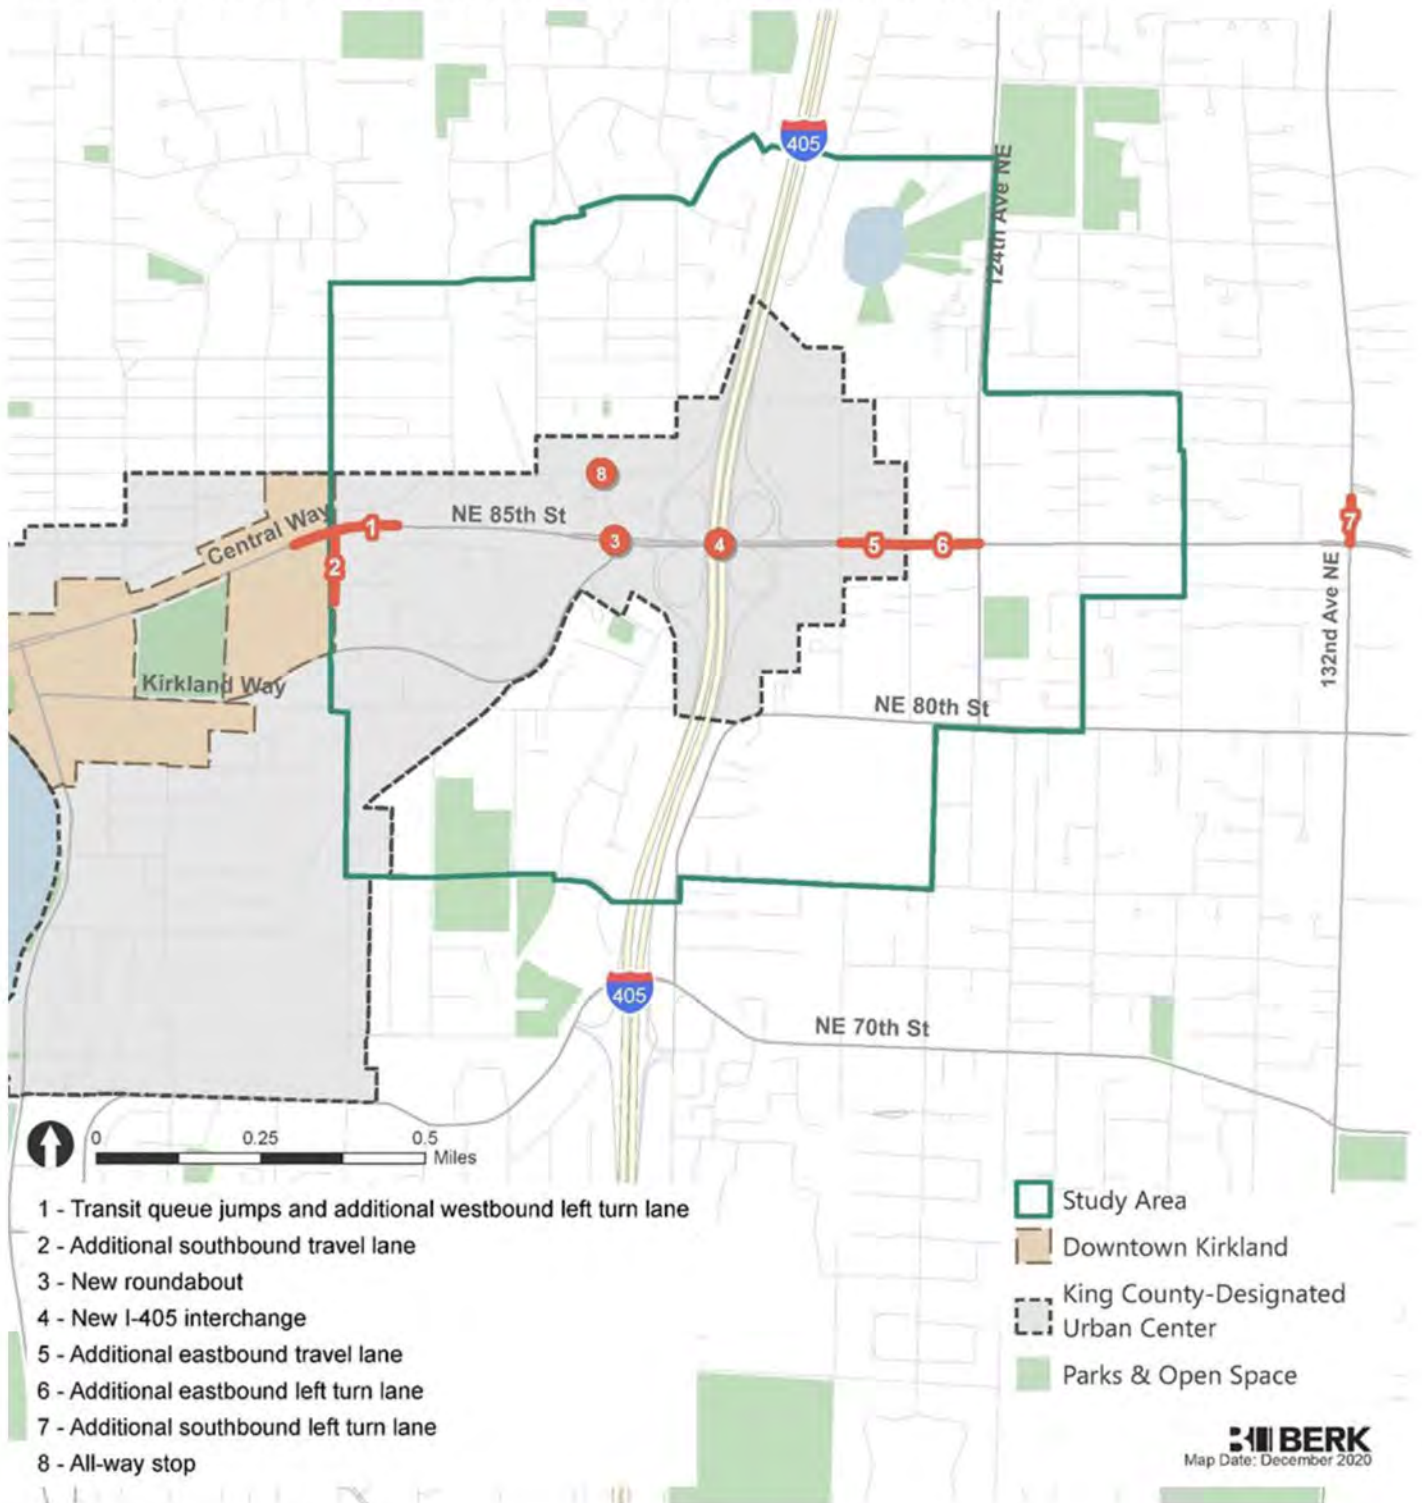 405
124th Ave NE
8
NE 85th St
Central Way
1
2
3
4
5
6
7
132nd Ave NE
Kirkland Way
NE 80th St
405
NE 70th St
0 0.25 0.5
Miles
1 - Transit queue jumps and additional westbound left turn lane
2 - Additional southbound travel lane
3 - New roundabout
4 - New I-405 interchange
5 - Additional eastbound travel lane
6 - Additional eastbound left turn lane
7 - Additional southbound left turn lane
8 - All-way stop
Study Area
Downtown Kirkland
King County-Designated
Urban Center
Parks & Open Space
BERK
Map Date: December 2020